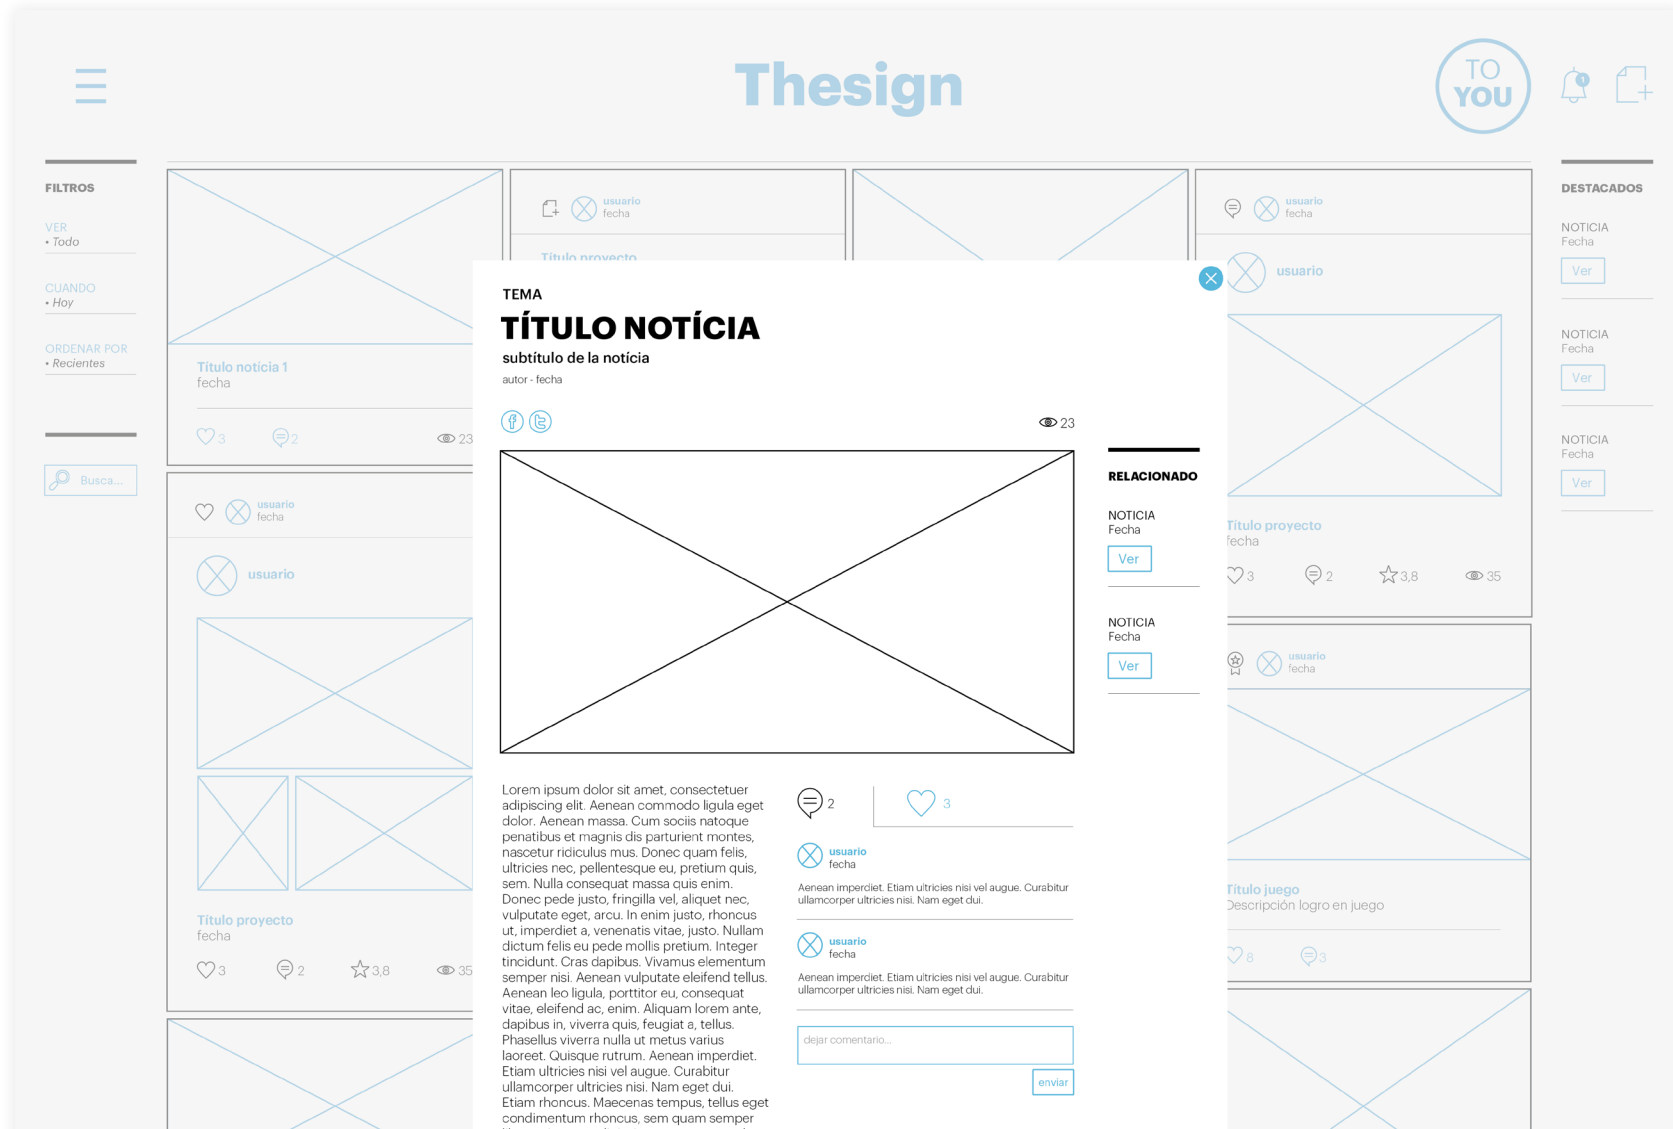 Thesign
TO
YOU
1
FILTROS
VER
• Todo
CUANDO
• Hoy
ORDENAR POR
• Recientes
Busca...
Título notícia 1
fecha
3
2
23
usuario
fecha
usuario
Título proyecto
fecha
3
2
3,8
35
usuario
fecha
Título proyecto
TEMA
TÍTULO NOTÍCIA
subtítulo de la notícia
autor - fecha
23
Lorem ipsum dolor sit amet, consectetuer
adipiscing elit. Aenean commodo ligula eget
dolor. Aenean massa. Cum sociis natoque
penatibus et magnis dis parturient montes,
nascetur ridiculus mus. Donec quam felis,
ultricies nec, pellentesque eu, pretium quis,
sem. Nulla consequat massa quis enim.
Donec pede justo, fringilla vel, aliquet nec,
vulputate eget, arcu. In enim justo, rhoncus
ut, imperdiet a, venenatis vitae, justo. Nullam
dictum felis eu pede mollis pretium. Integer
tincidunt. Cras dapibus. Vivamus elementum
semper nisi. Aenean vulputate eleifend tellus.
Aenean leo ligula, porttitor eu, consequat
vitae, eleifend ac, enim. Aliquam lorem ante,
dapibus in, viverra quis, feugiat a, tellus.
Phasellus viverra nulla ut metus varius
laoreet. Quisque rutrum. Aenean imperdiet.
Etiam ultricies nisi vel augue. Curabitur
ullamcorper ultricies nisi. Nam eget dui.
Etiam rhoncus. Maecenas tempus, tellus eget
condimentum rhoncus, sem quam semper
2
3
usuario
fecha
Aenean imperdiet. Etiam ultricies nisi vel augue. Curabitur
ullamcorper ultricies nisi. Nam eget dui.
usuario
fecha
Aenean imperdiet. Etiam ultricies nisi vel augue. Curabitur
ullamcorper ultricies nisi. Nam eget dui.
dejar comentario...
enviar
RELACIONADO
NOTICIA
Fecha
Ver
NOTICIA
Fecha
Ver
usuario
fecha
usuario
Título proyecto
fecha
3
2
3,8
35
usuario
fecha
Título juego
Descripción logro en juego
8
3
DESTACADOS
NOTICIA
Fecha
Ver
NOTICIA
Fecha
Ver
NOTICIA
Fecha
Ver